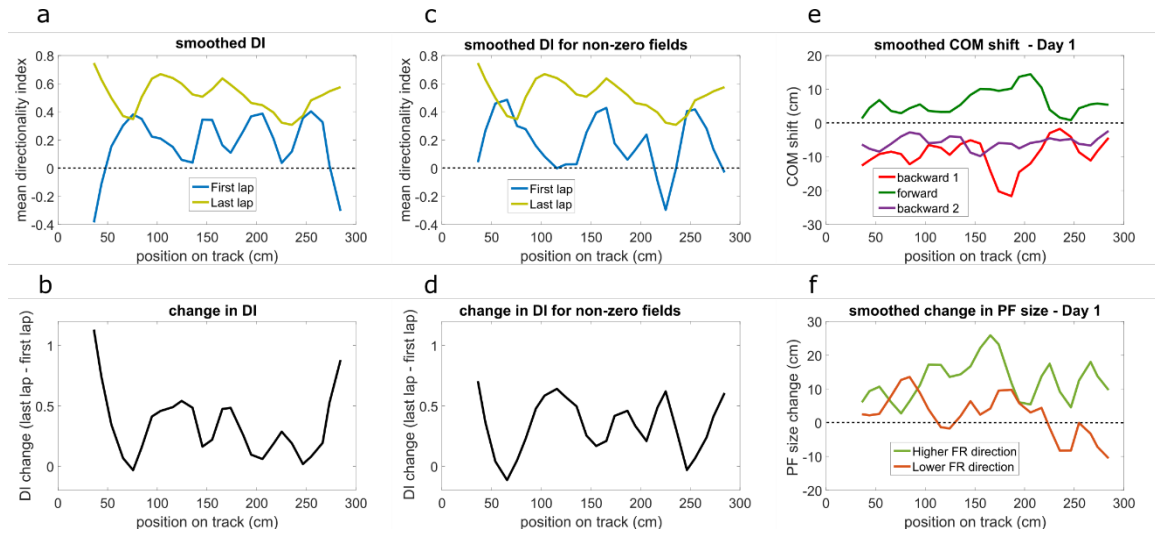 a
smoothed DI
mean directionality index
0.8
0.6
0.4
0.2
0
-0.2
-0.4
First lap
Last lap
0 50 100 150 200 250 300
position on track (cm)
c
smoothed DI for non-zero fields
mean directionality index
0.8
0.6
0.4
0.2
0
-0.2
-0.4
First lap
Last lap
0 50 100 150 200 250 300
position on track (cm)
e
smoothed COM shift - Day 1
COM shift (cm)
20
10
0
-10
-20
-30
backward 1
forward
backward 2
0 50 100 150 200 250 300
position on track (cm)
b
change in DI
DI change (last lap - first lap)
1
0.5
0
0 50 100 150 200 250 300
position on track (cm)
d
change in DI for non-zero fields
DI change (last lap - first lap)
1
0.5
0
0 50 100 150 200 250 300
position on track (cm)
f
smoothed change in PF size - Day 1
PF size change (cm)
30
20
10
0
-10
-20
Higher FR direction
Lower FR direction
0 50 100 150 200 250 300
position on track (cm)